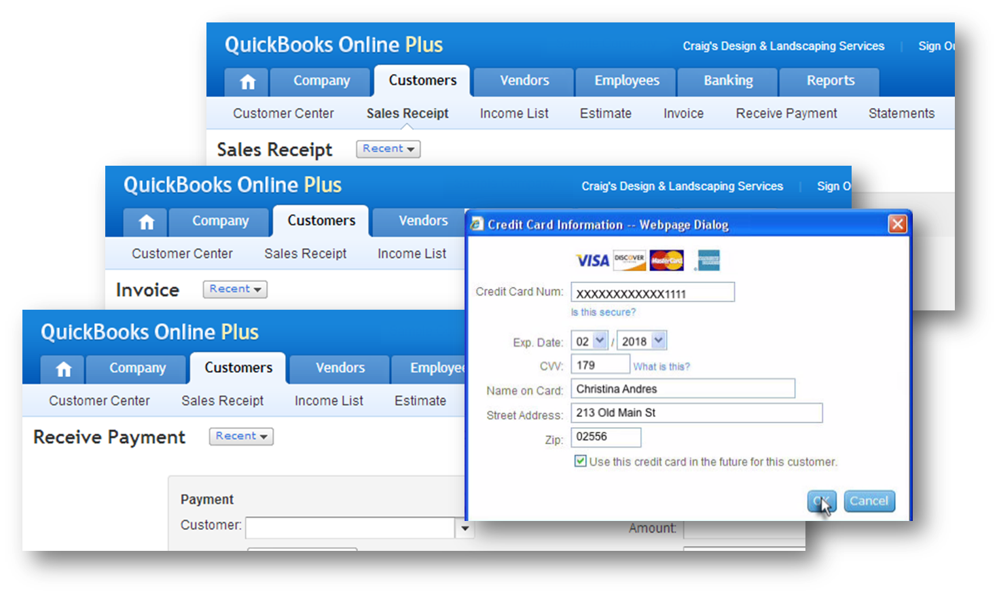 QuickBooks Online Plus
Craig's Design & Landscaping Services | Sign Ou
Company Customers Vendors Employees Banking Reports
Customer Center Sales Receipt Income List Estimate Invoice Receive Payment Statements
Sales Receipt Recent
QuickBooks Online Plus
Craig's Design & Landscaping Services | Sign O
Company Customers Vendors
Customer Center Sales Receipt Income List
Invoice Recent
QuickBooks Online Plus
Company Customers Vendors Employee
Customer Center Sales Receipt Income List Estimate
Receive Payment Recent
Payment
Customer:
Amount:
Credit Card Information -- Webpage Dialog
VISA DISCOVER MasterCard
Credit Card Num: XXXXXXXXXXXX1111
Is this secure?
Exp. Date: 02 / 2018
CVV: 179 What is this?
Name on Card: Christina Andres
Street Address: 213 Old Main St
Zip: 02556
Use this credit card in the future for this customer.
OK Cancel